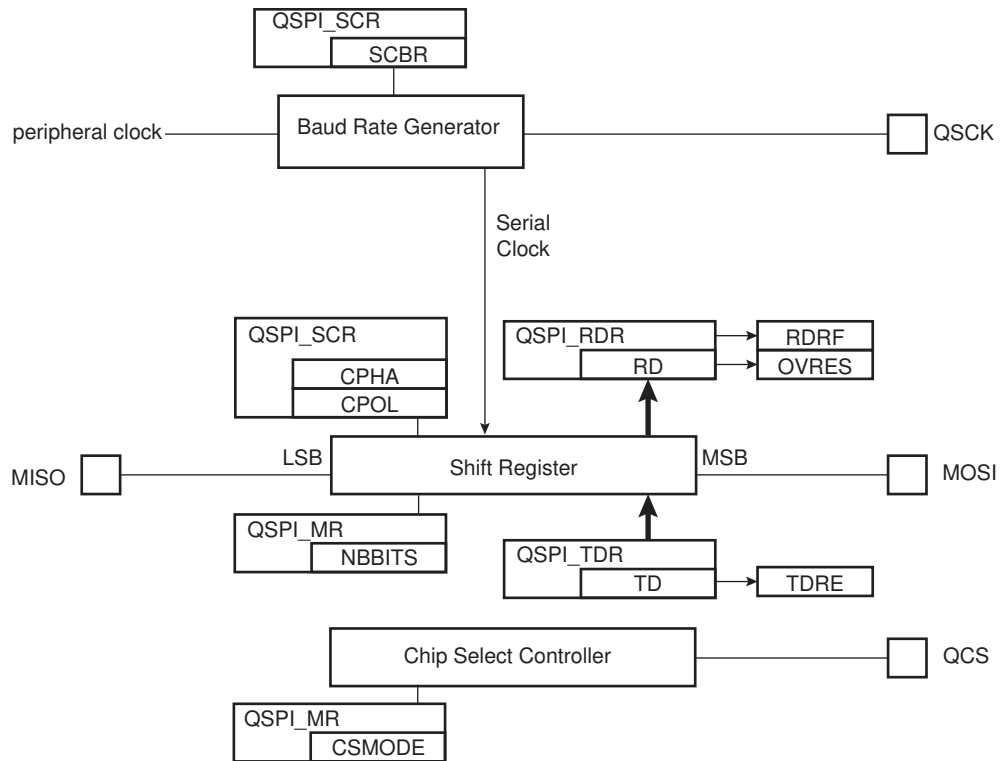 QSPI_SCR
SCBR
peripheral clock
Baud Rate Generator
QSCK
Serial
Clock
QSPI_SCR
CPHA
CPOL
QSPI_RDR
RD
RDRF
OVRES
MISO
LSB
Shift Register
MSB
MOSI
QSPI_MR
NBBITS
QSPI_TDR
TD
TDRE
Chip Select Controller
QCS
QSPI_MR
CSMODE